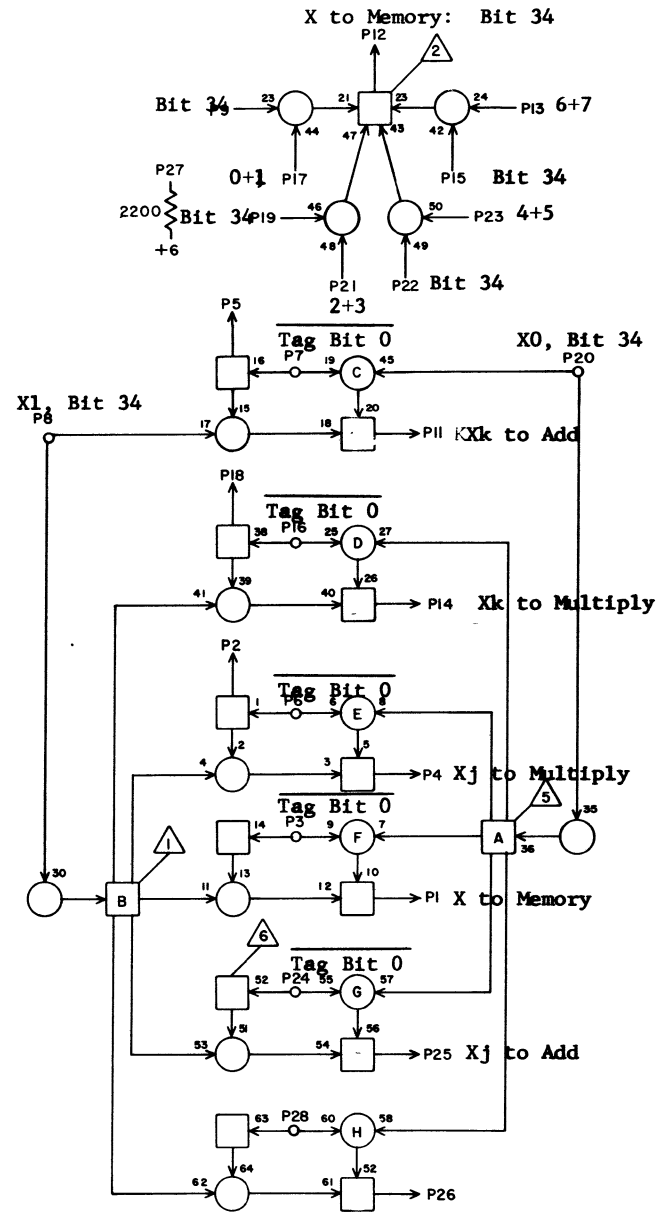 X to Memory: Bit 34
P12
2
Bit 34 P9 23 21 23 24 P13 6+7
44 47 43 42
P27 0+1 P17 P15 Bit 34
2200 Bit 34 P19 46 50 P23 4+5
+6 48 49
P21 P22 Bit 34
2+3
P5
Tag Bit 0 X0, Bit 34
P7 P20
16 19 C 45
X1, Bit 34
P8
15 20
17 18 P11 KXk to Add
P18
Tag Bit 0
P16
38 25 D 27
39 26
41 40 P14 Xk to Multiply
P2
Tag Bit 0
P6
1 6 E 8
2 5
4 3 P4 Xj to Multiply
Tag Bit 0 5
P3 35
14 9 F 7 A 36
1
30 13 10
B 11 12 P1 X to Memory
6
Tag Bit 0
P24
52 55 G 57
51 56
53 54 P25 Xj to Add
P28
63 60 H 58
64 52
62 61 P26